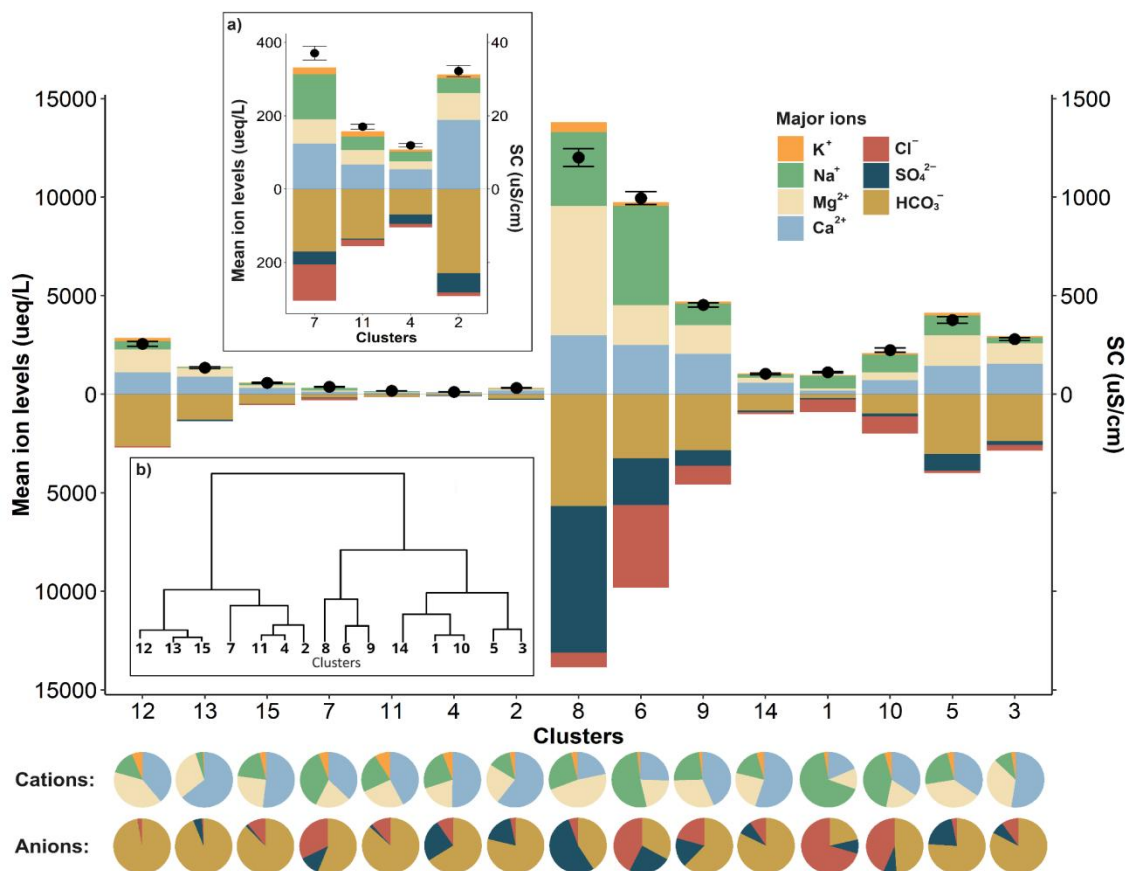 a)
400
200
0
200
Mean ion levels (ueq/L)
40
20
0
SC (uS/cm)
7 11 4 2
Clusters
15000
10000
5000
0
5000
10000
15000
Mean ion levels (ueq/L)
1500
1000
500
0
SC (uS/cm)
Major ions
K⁺ Cl⁻
Na⁺ SO₄²⁻
Mg²⁺ HCO₃⁻
Ca²⁺
b)
12 13 15 7 11 4 2 8 6 9 14 1 10 5 3
Clusters
12 13 15 7 11 4 2 8 6 9 14 1 10 5 3
Clusters
Cations:
Anions: